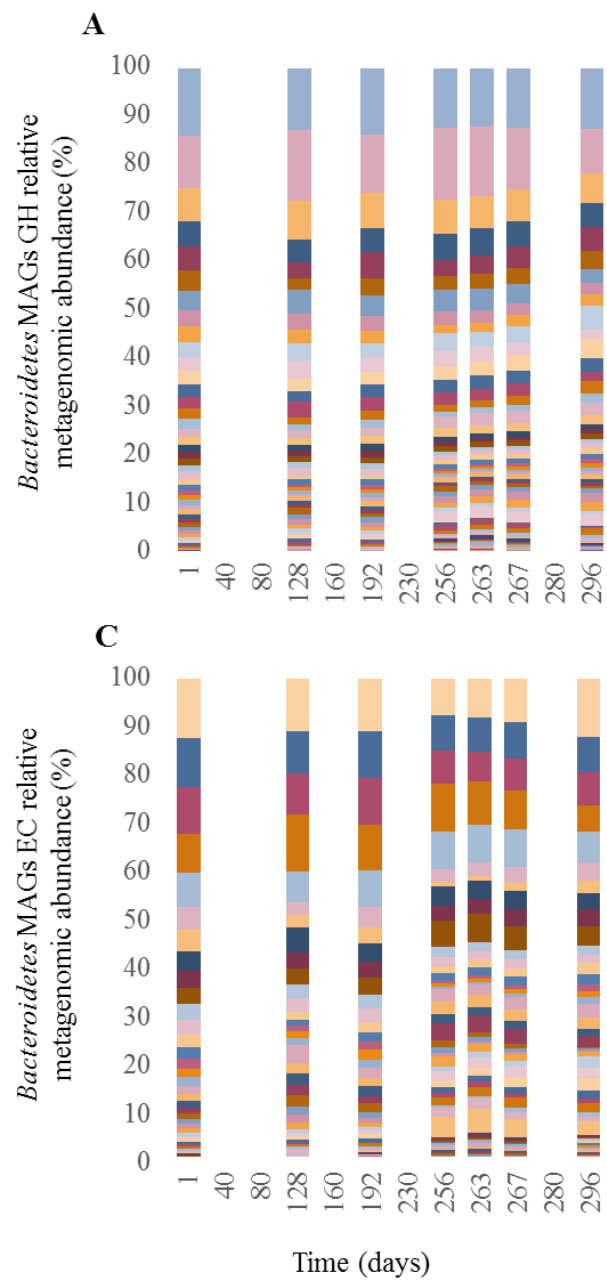 A
Bacteroidetes MAGs GH relative
metagenomic abundance (%)
100
90
80
70
60
50
40
30
20
10
0
1 40 80 128 160 192 230 256 263 267 280 296
C
Bacteroidetes MAGs EC relative
metagenomic abundance (%)
100
90
80
70
60
50
40
30
20
10
0
1 40 80 128 160 192 230 256 263 267 280 296
Time (days)